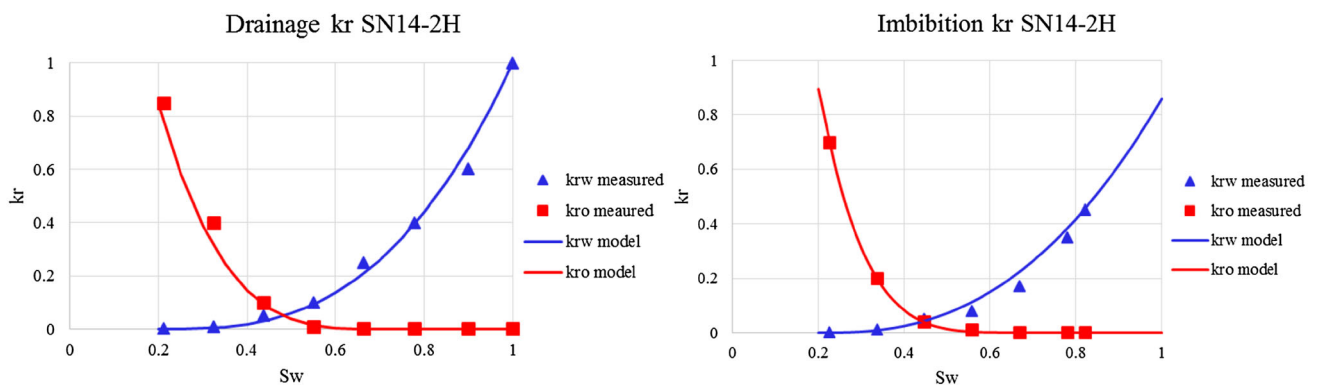 Drainage kr SN14-2H
1
0.8
0.6
0.4
0.2
0
kr
0 0.2 0.4 0.6 0.8 1
Sw
krw measured
kro meaured
krw model
kro model
Imbibition kr SN14-2H
1
0.8
0.6
0.4
0.2
0
kr
0 0.2 0.4 0.6 0.8 1
Sw
krw measured
kro measured
krw model
kro model